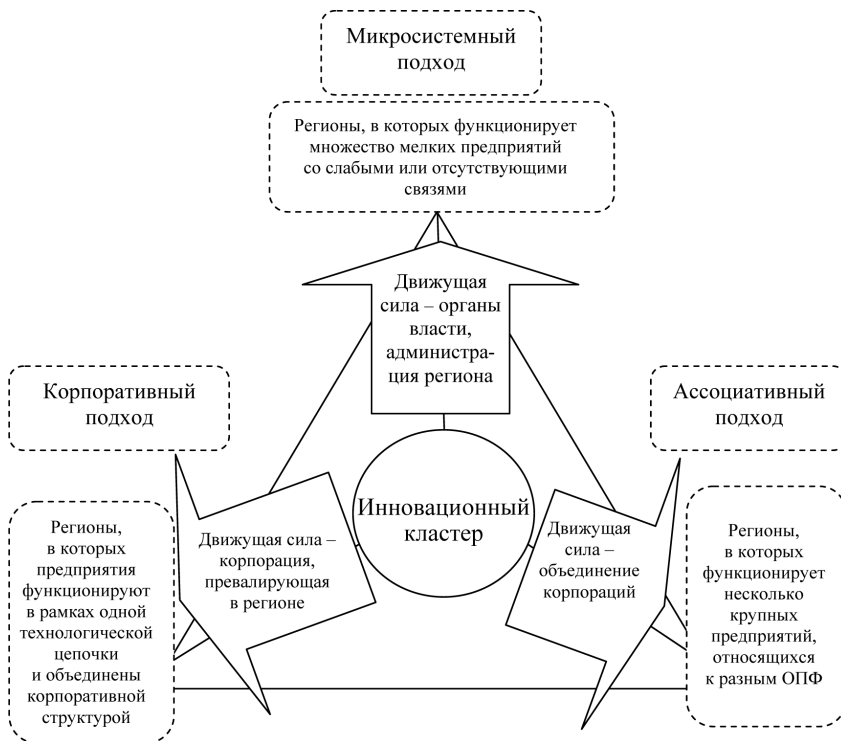 Микросистемный
подход
Регионы, в которых функционирует
множество мелких предприятий
со слабыми или отсутствующими
связями
Движущая
сила – органы
власти,
администра-
ция региона
Корпоративный
подход
Ассоциативный
подход
Инновационный
кластер
Регионы,
в которых
предприятия
функционируют
в рамках одной
технологической
цепочки
и объединены
корпоративной
структурой
Движущая сила –
корпорация,
превалирующая
в регионе
Движущая
сила –
объединение
корпораций
Регионы,
в которых
функционирует
несколько
крупных
предприятий,
относящихся
к разным ОПФ